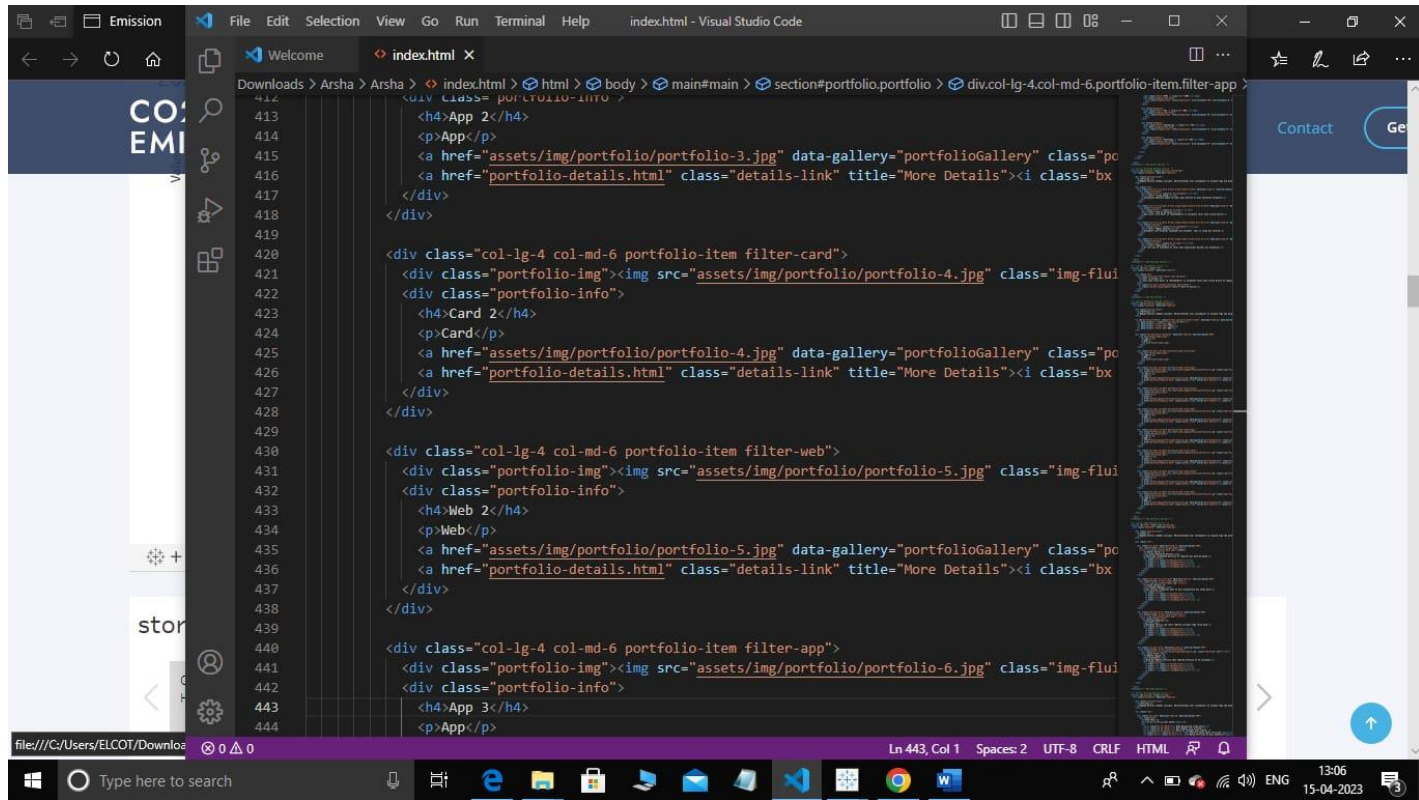 Emission
File Edit Selection View Go Run Terminal Help index.html - Visual Studio Code
Welcome
index.html
Downloads > Arsha > Arsha > index.html > html > body > main#main > section#portfolio.portfolio > div.col-lg-4.col-md-6.portfolio-item.filter-app >
CO2
EMI
Contact
Get
412 <div class="portfolio-info">
413 <h4>App 2</h4>
414 <p>App</p>
415 <a href="assets/img/portfolio/portfolio-3.jpg" data-gallery="portfolioGallery" class="po
416 <a href="portfolio-details.html" class="details-link" title="More Details"><i class="bx
417 </div>
418 </div>
419
420 <div class="col-lg-4 col-md-6 portfolio-item filter-card">
421 <div class="portfolio-img"><img src="assets/img/portfolio/portfolio-4.jpg" class="img-flui
422 <div class="portfolio-info">
423 <h4>Card 2</h4>
424 <p>Card</p>
425 <a href="assets/img/portfolio/portfolio-4.jpg" data-gallery="portfolioGallery" class="po
426 <a href="portfolio-details.html" class="details-link" title="More Details"><i class="bx
427 </div>
428 </div>
429
430 <div class="col-lg-4 col-md-6 portfolio-item filter-web">
431 <div class="portfolio-img"><img src="assets/img/portfolio/portfolio-5.jpg" class="img-flui
432 <div class="portfolio-info">
433 <h4>Web 2</h4>
434 <p>Web</p>
435 <a href="assets/img/portfolio/portfolio-5.jpg" data-gallery="portfolioGallery" class="po
436 <a href="portfolio-details.html" class="details-link" title="More Details"><i class="bx
437 </div>
438 </div>
439
440 <div class="col-lg-4 col-md-6 portfolio-item filter-app">
441 <div class="portfolio-img"><img src="assets/img/portfolio/portfolio-6.jpg" class="img-flui
442 <div class="portfolio-info">
443 <h4>App 3</h4>
444 <p>App</p>
stor
file:///C:/Users/ELCOT/Downloa
0 0
Ln 443, Col 1 Spaces: 2 UTF-8 CRLF HTML
Type here to search
ENG
13:06
15-04-2023
3